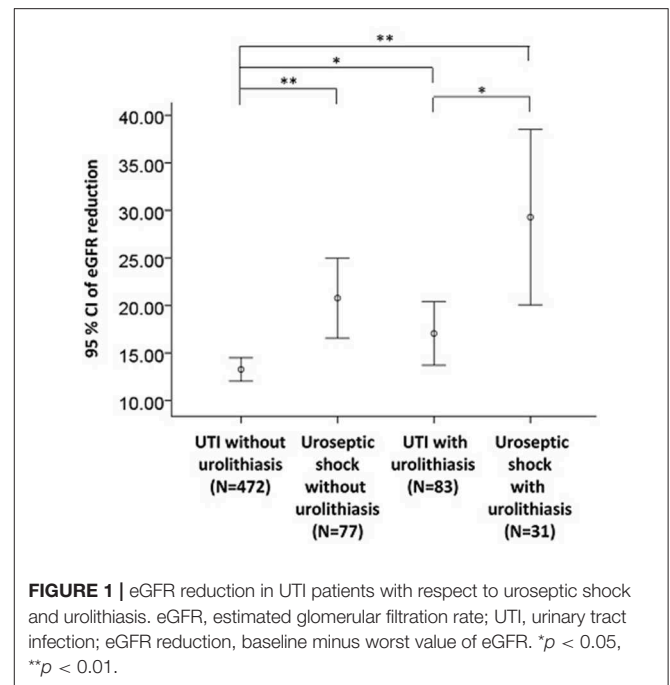 **
*
**
*
40.00
35.00
30.00
25.00
20.00
15.00
10.00
95 % CI of eGFR reduction
UTI without
urolithiasis
(N=472)
Uroseptic
shock
without
urolithiasis
(N=77)
UTI with
urolithiasis
(N=83)
Uroseptic
shock
with
urolithiasis
(N=31)
FIGURE 1 | eGFR reduction in UTI patients with respect to uroseptic shock
and urolithiasis. eGFR, estimated glomerular filtration rate; UTI, urinary tract
infection; eGFR reduction, baseline minus worst value of eGFR. *p < 0.05,
**p < 0.01.